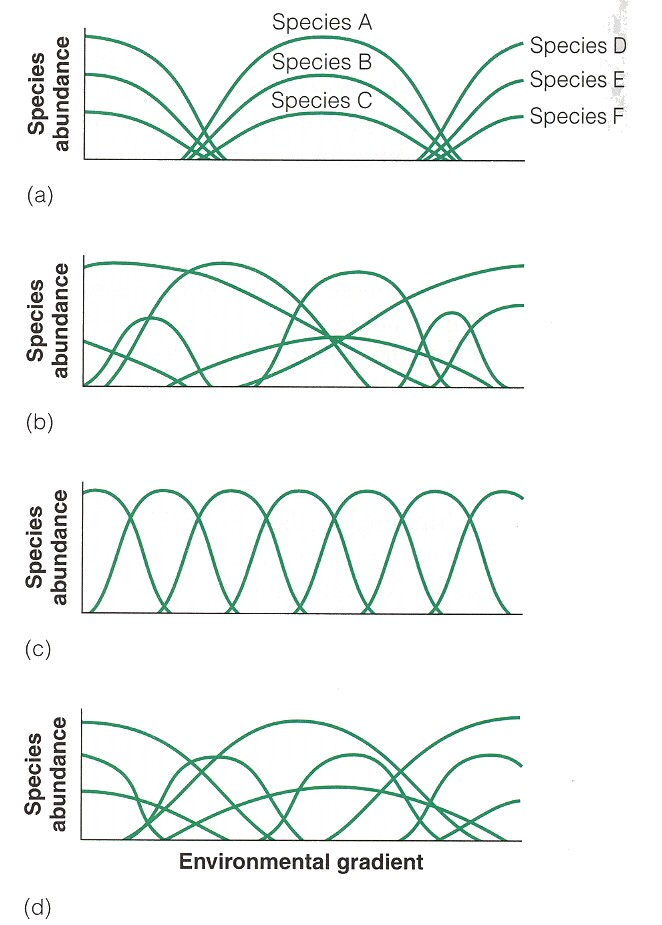 Species A
Species D
Species B
Species E
Species C
Species F
Species
abundance
(a)
Species
abundance
(b)
Species
abundance
(c)
Species
abundance
Environmental gradient
(d)